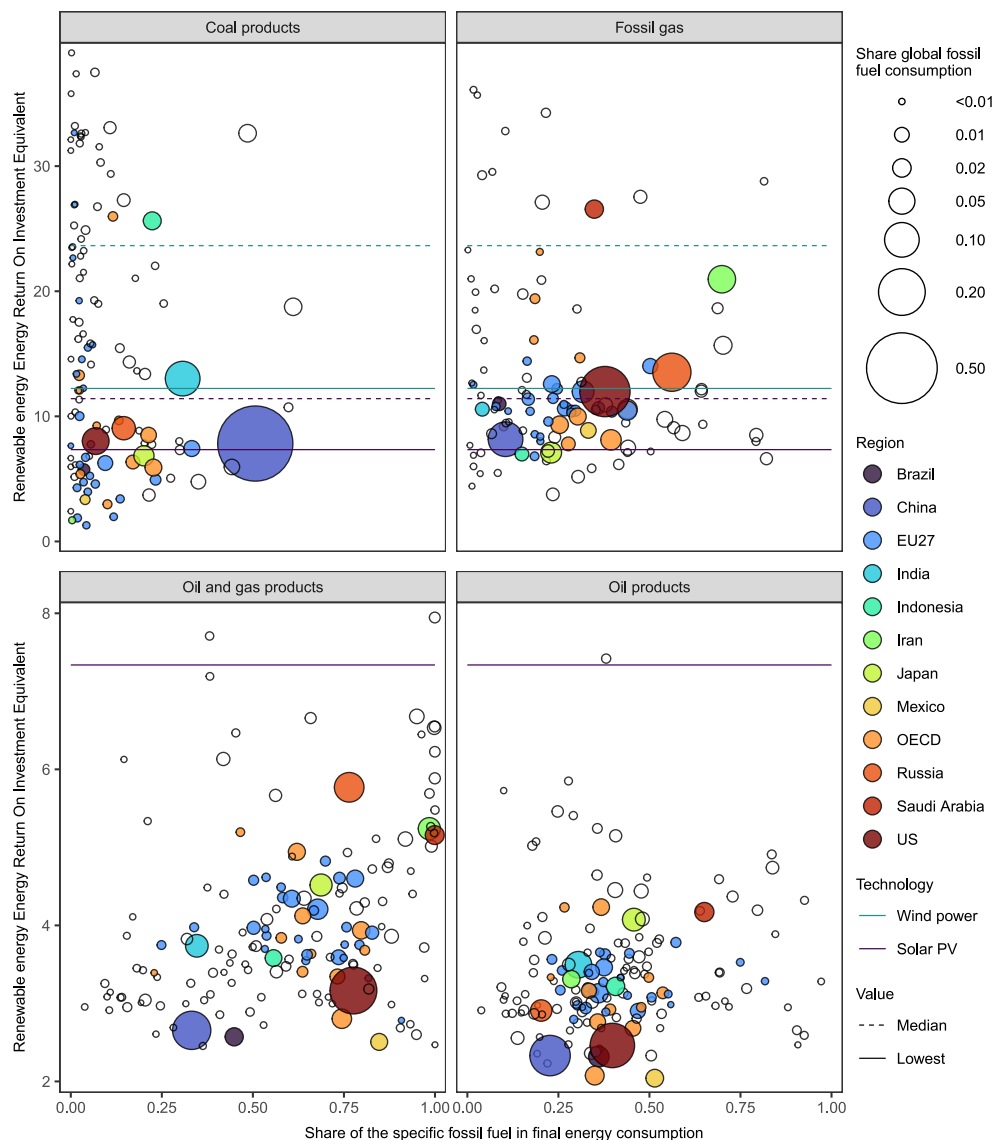 Coal products
Fossil gas
Renewable energy Energy Return On Investment Equivalent
30
20
10
0
Oil and gas products
Oil products
Renewable energy Energy Return On Investment Equivalent
8
6
4
2
0.00 0.25 0.50 0.75 1.00
0.00 0.25 0.50 0.75 1.00
Share of the specific fossil fuel in final energy consumption
Share global fossil
fuel consumption
<0.01
0.01
0.02
0.05
0.10
0.20
0.50
Region
Brazil
China
EU27
India
Indonesia
Iran
Japan
Mexico
OECD
Russia
Saudi Arabia
US
Technology
Wind power
Solar PV
Value
Median
Lowest